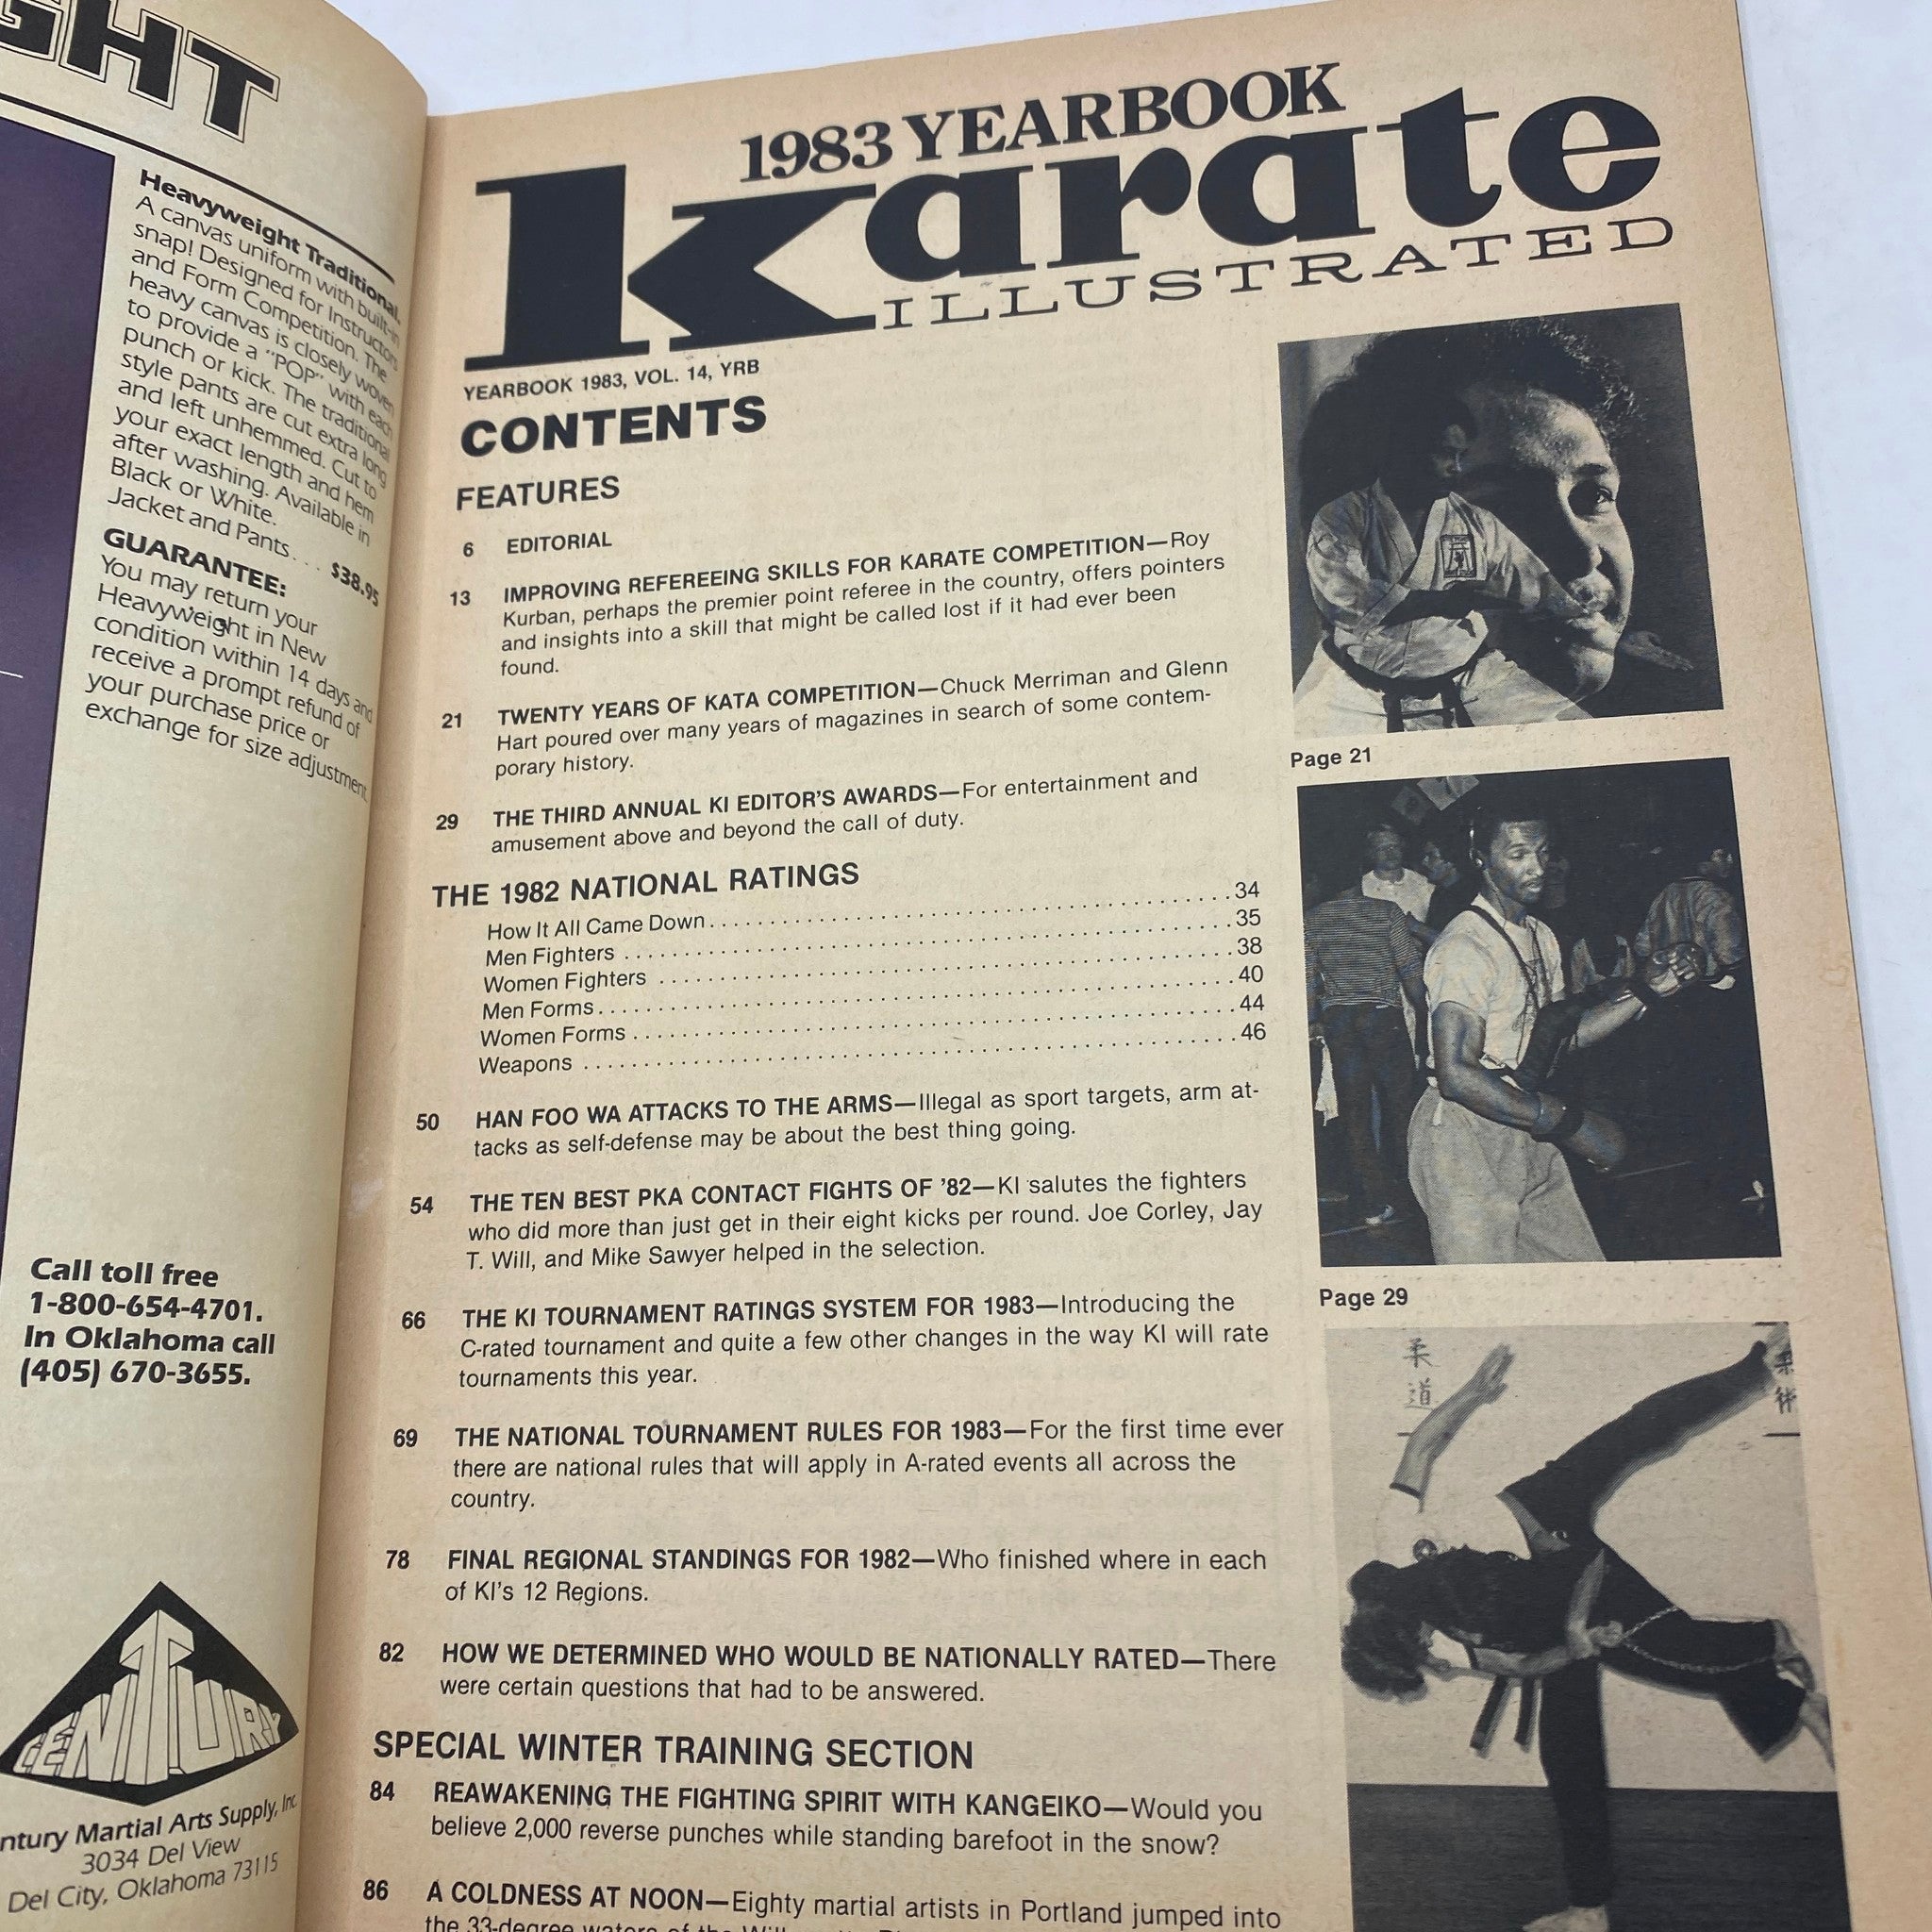 GHT
Heavyweight Traditional.
A canvas uniform with built-in
snap! Designed for Instructors
and Form Competition. The
heavy canvas is closely woven
to provide a "POP" with each
punch or kick. The traditional
style pants are cut extra long
and left unhemmed. Cut to
your exact length and hem
after washing. Available in
Black or White.
Jacket and Pants. . . . $38.95
GUARANTEE:
You may return your
Heavyweight in New
condition within 14 days and
receive a prompt refund of
your purchase price or
exchange for size adjustment
Call toll free
1-800-654-4701.
In Oklahoma call
(405) 670-3655.
CENTURY
ntury Martial Arts Supply, Inc.
3034 Del View
Del City, Oklahoma 73115
1983 YEARBOOK
karate
ILLUSTRATED
YEARBOOK 1983, VOL. 14, YRB
CONTENTS
FEATURES
6 EDITORIAL
13 IMPROVING REFEREEING SKILLS FOR KARATE COMPETITION—Roy
Kurban, perhaps the premier point referee in the country, offers pointers
and insights into a skill that might be called lost if it had ever been
found.
21 TWENTY YEARS OF KATA COMPETITION—Chuck Merriman and Glenn
Hart poured over many years of magazines in search of some contem-
porary history.
29 THE THIRD ANNUAL KI EDITOR'S AWARDS—For entertainment and
amusement above and beyond the call of duty.
THE 1982 NATIONAL RATINGS
How It All Came Down . . . . . . . . 34
Men Fighters . . . . . . . . 35
Women Fighters . . . . . . . . 38
Men Forms . . . . . . . . 40
Women Forms . . . . . . . . 44
Weapons . . . . . . . . 46
50 HAN FOO WA ATTACKS TO THE ARMS—Illegal as sport targets, arm at-
tacks as self-defense may be about the best thing going.
54 THE TEN BEST PKA CONTACT FIGHTS OF '82—KI salutes the fighters
who did more than just get in their eight kicks per round. Joe Corley, Jay
T. Will, and Mike Sawyer helped in the selection.
66 THE KI TOURNAMENT RATINGS SYSTEM FOR 1983—Introducing the
C-rated tournament and quite a few other changes in the way KI will rate
tournaments this year.
69 THE NATIONAL TOURNAMENT RULES FOR 1983—For the first time ever
there are national rules that will apply in A-rated events all across the
country.
78 FINAL REGIONAL STANDINGS FOR 1982—Who finished where in each
of KI's 12 Regions.
82 HOW WE DETERMINED WHO WOULD BE NATIONALLY RATED—There
were certain questions that had to be answered.
SPECIAL WINTER TRAINING SECTION
84 REAWAKENING THE FIGHTING SPIRIT WITH KANGEIKO—Would you
believe 2,000 reverse punches while standing barefoot in the snow?
86 A COLDNESS AT NOON—Eighty martial artists in Portland jumped into
the 33-degree waters of the
Page 21
Page 29
柔
道
柔
術